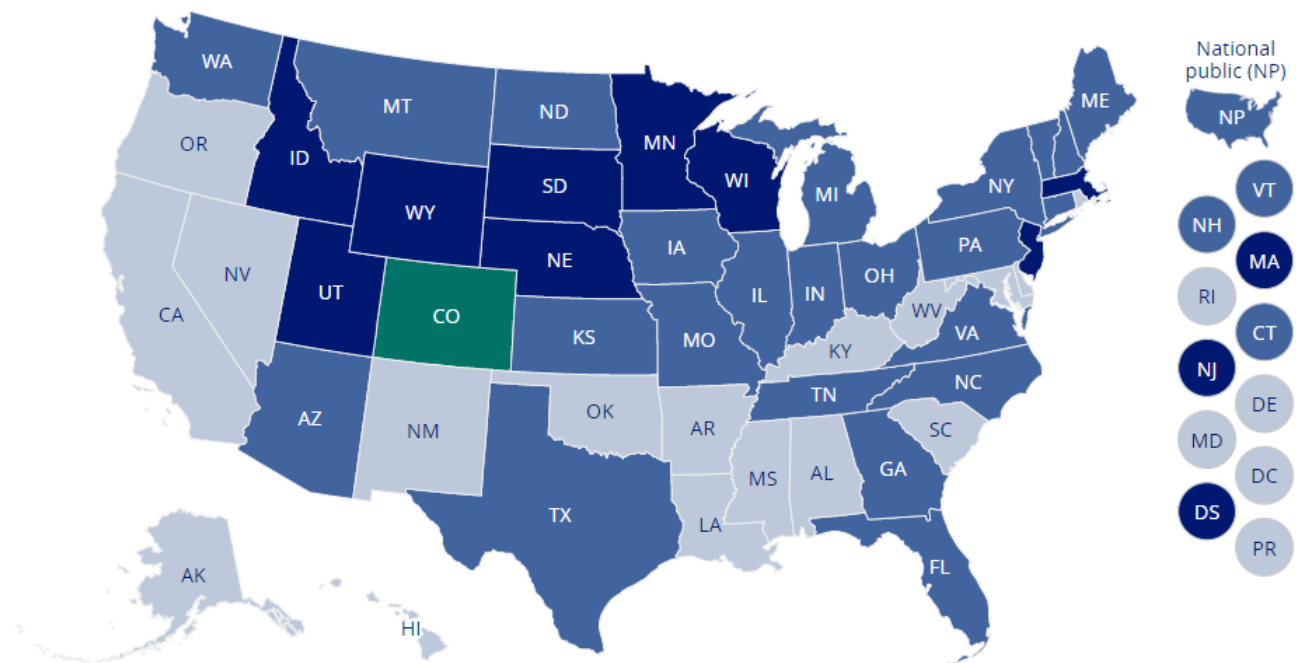 National
public (NP)
NP
WA
MT
ND
MN
ME
OR
ID
SD
WI
MI
NY
VT
WY
NH
IA
PA
MA
NV
UT
NE
IL
IN
OH
RI
CA
CO
KS
MO
WV
VA
CT
KY
NJ
TN
NC
DE
AZ
NM
OK
AR
SC
MD
MS
AL
GA
DC
TX
LA
DS
PR
FL
AK
HI